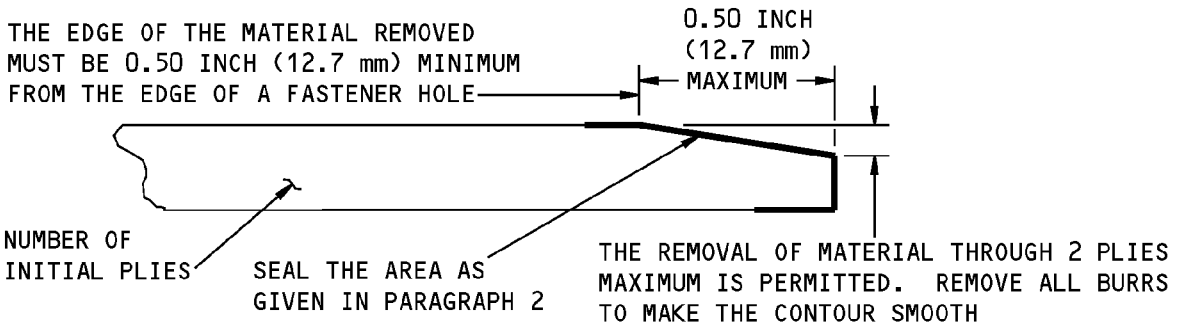 THE EDGE OF THE MATERIAL REMOVED
MUST BE 0.50 INCH (12.7 mm) MINIMUM
FROM THE EDGE OF A FASTENER HOLE
0.50 INCH
(12.7 mm)
MAXIMUM
NUMBER OF
INITIAL PLIES
SEAL THE AREA AS
GIVEN IN PARAGRAPH 2
THE REMOVAL OF MATERIAL THROUGH 2 PLIES
MAXIMUM IS PERMITTED. REMOVE ALL BURRS
TO MAKE THE CONTOUR SMOOTH